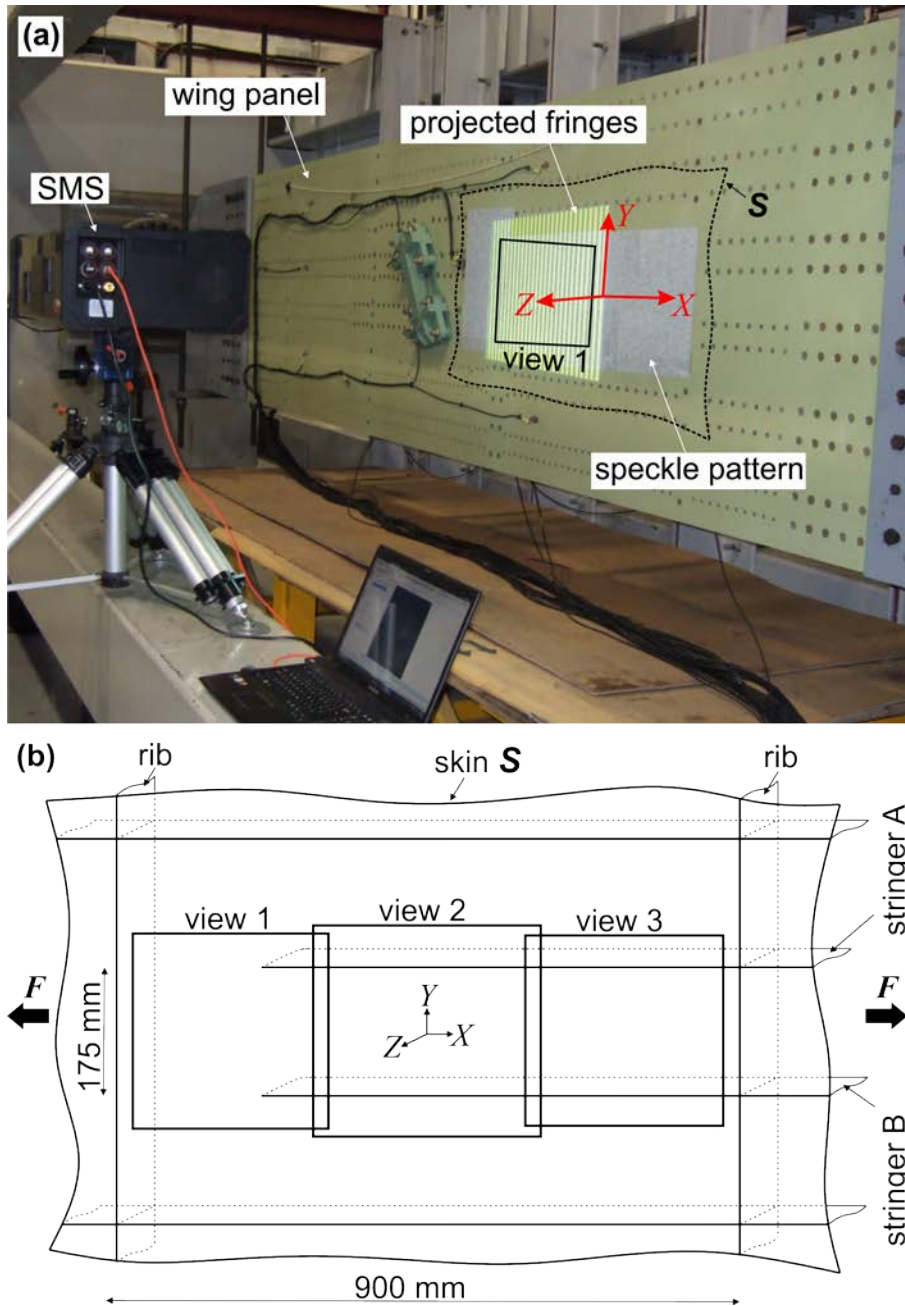 (a)
wing panel
projected fringes
SMS
S
Y
Z
X
view 1
speckle pattern
(b)
rib
skin S
rib
stringer A
view 1
view 2
view 3
F
F
175 mm
Y
Z
X
stringer B
900 mm